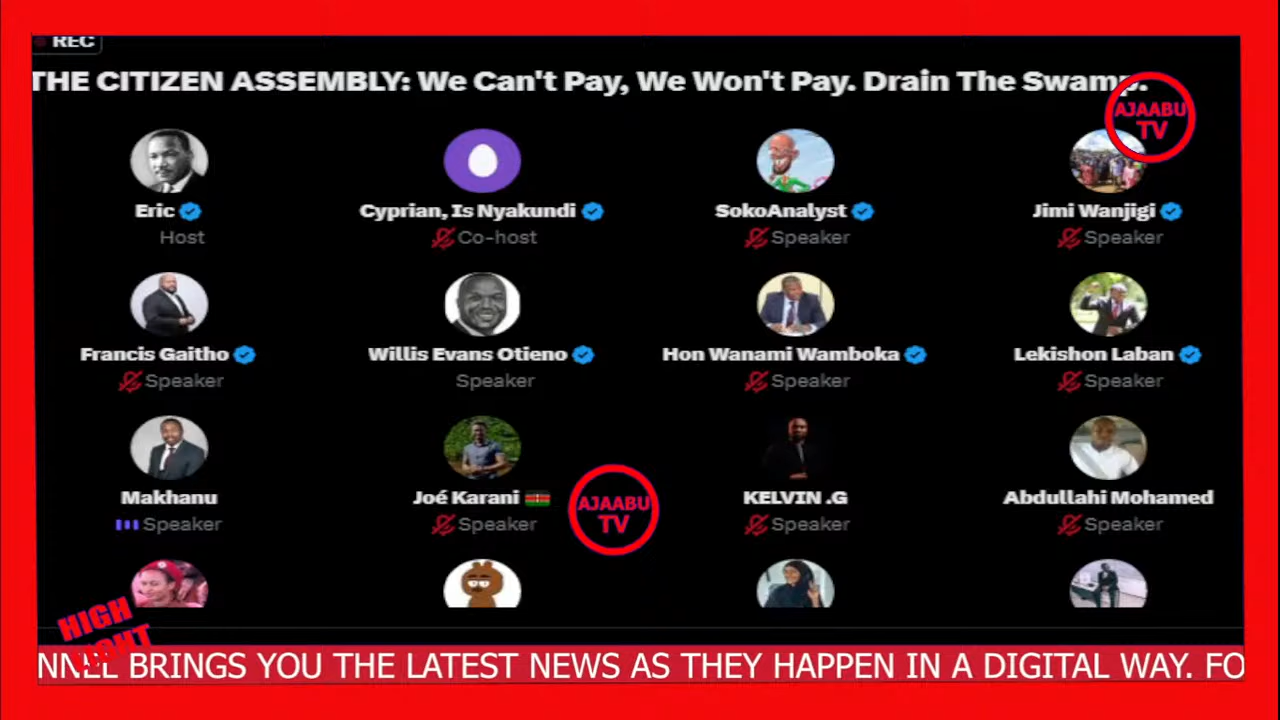 REC
THE CITIZEN ASSEMBLY: We Can't Pay, We Won't Pay. Drain The Swamp.
AJAABU
TV
Eric
Cyprian, Is Nyakundi
SokoAnalyst
Jimi Wanjigi
Host
Co-host
Speaker
Speaker
Francis Gaitho
Willis Evans Otieno
Hon Wanami Wamboka
Lekishon Laban
Speaker
Speaker
Speaker
Speaker
Makhanu
Joé Karani
KELVIN .G
Abdullahi Mohamed
Speaker
Speaker
Speaker
Speaker
AJAABU
TV
HIGH
BRINGS YOU THE LATEST NEWS AS THEY HAPPEN IN A DIGITAL WAY. FO